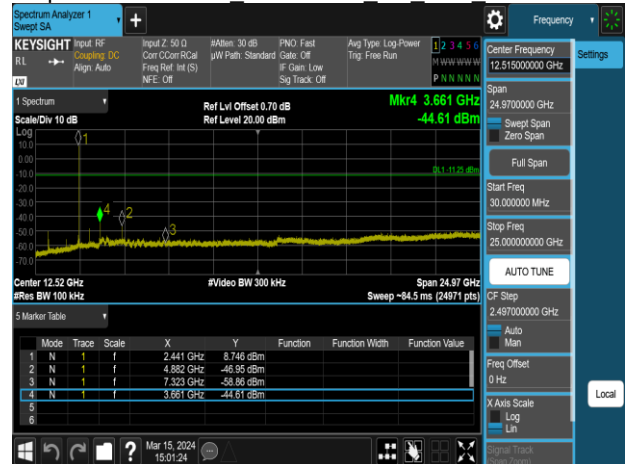 Spectrum Analyzer 1
Swept SA
Frequency
KEYSIGHT
Input: RF
Coupling: DC
Align: Auto
Input Z: 50 Ω
Corr CCorr RCal
Freq Ref: Int (S)
NFE: Off
#Atten: 30 dB
µW Path: Standard
PNO: Fast
Gate: Off
IF Gain: Low
Sig Track: Off
Avg Type: Log-Power
Trig: Free Run
1 2 3 4 5 6
M W W W W W
P N N N N N
R L
LXI
1 Spectrum
Scale/Div 10 dB
Ref Lvl Offset 0.70 dB
Ref Level 20.00 dBm
Mkr4 3.661 GHz
-44.61 dBm
Log
10.0
0.00
-10.0
-20.0
-30.0
-40.0
-50.0
-60.0
-70.0
1
2
3
4
DL1 -11.25 dBm
Center 12.52 GHz
#Res BW 100 kHz
#Video BW 300 kHz
Span 24.97 GHz
Sweep ~84.5 ms (24971 pts)
5 Marker Table
Mode Trace Scale X Y Function Function Width Function Value
1 N 1 f 2.441 GHz 8.746 dBm
2 N 1 f 4.882 GHz -46.95 dBm
3 N 1 f 7.323 GHz -58.86 dBm
4 N 1 f 3.661 GHz -44.61 dBm
5
6
Mar 15, 2024
15:01:24
Center Frequency
12.515000000 GHz
Span
24.9700000 GHz
Swept Span
Zero Span
Full Span
Start Freq
30.000000 MHz
Stop Freq
25.000000000 GHz
AUTO TUNE
CF Step
2.497000000 GHz
Auto
Man
Freq Offset
0 Hz
X Axis Scale
Log
Lin
Signal Track
(Span Zoom)
Settings
Local